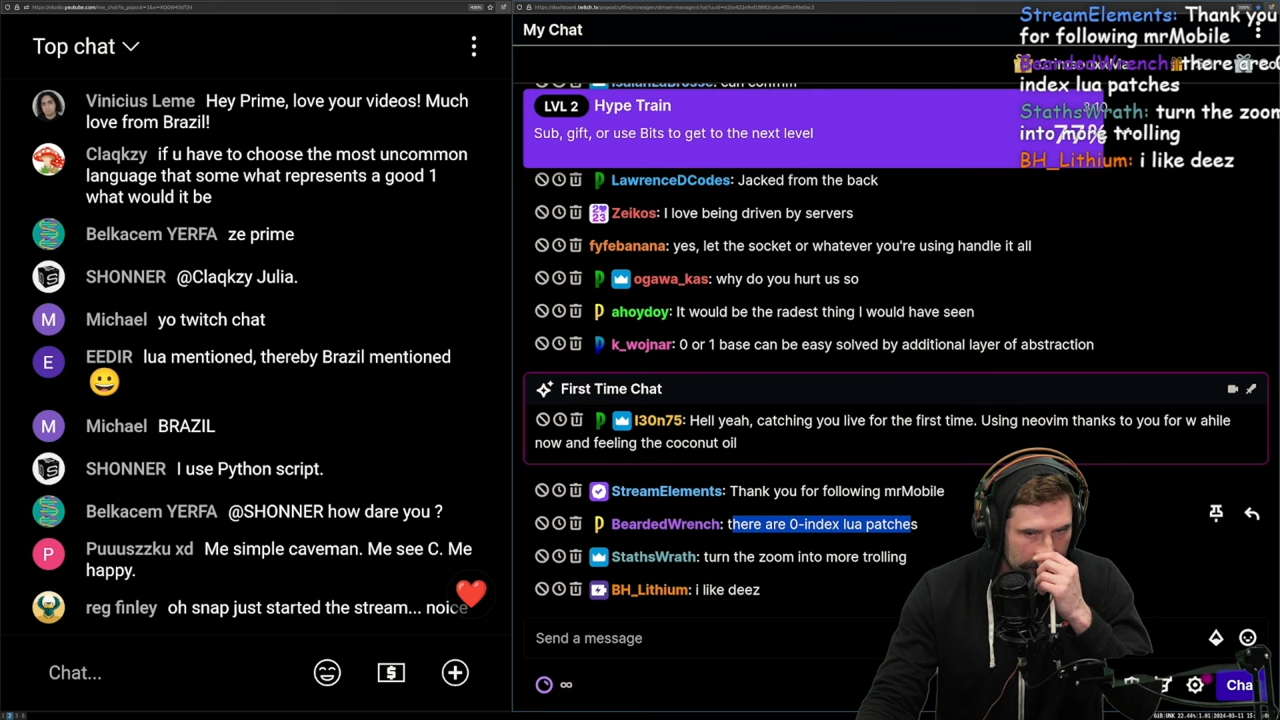 Top chat
Vinicius Leme Hey Prime, love your videos! Much
love from Brazil!
Claqkzy if u have to choose the most uncommon
language that some what represents a good 1
what would it be
Belkacem YERFA ze prime
SHONNER @Claqkzy Julia.
M Michael yo twitch chat
E EEDIR lua mentioned, thereby Brazil mentioned
M Michael BRAZIL
SHONNER I use Python script.
Belkacem YERFA @SHONNER how dare you ?
P Puuuszzku xd Me simple caveman. Me see C. Me
happy.
reg finley oh snap just started the stream... noice
Chat...
My Chat
LVL 2 Hype Train
Sub, gift, or use Bits to get to the next level
77%
LawrenceDCodes: Jacked from the back
Zeikos: I love being driven by servers
fyfebanana: yes, let the socket or whatever you're using handle it all
ogawa_kas: why do you hurt us so
ahoydoy: It would be the radest thing I would have seen
k_wojnar: 0 or 1 base can be easy solved by additional layer of abstraction
First Time Chat
l30n75: Hell yeah, catching you live for the first time. Using neovim thanks to you for w ahile
now and feeling the coconut oil
StreamElements: Thank you for following mrMobile
BeardedWrench: there are 0-index lua patches
StathsWrath: turn the zoom into more trolling
BH_Lithium: i like deez
Send a message
Cha
StreamElements: Thank you
for following mrMobile
BeardedWrench: there are 0
index lua patches
StathsWrath: turn the zoom
into more trolling
BH_Lithium: i like deez